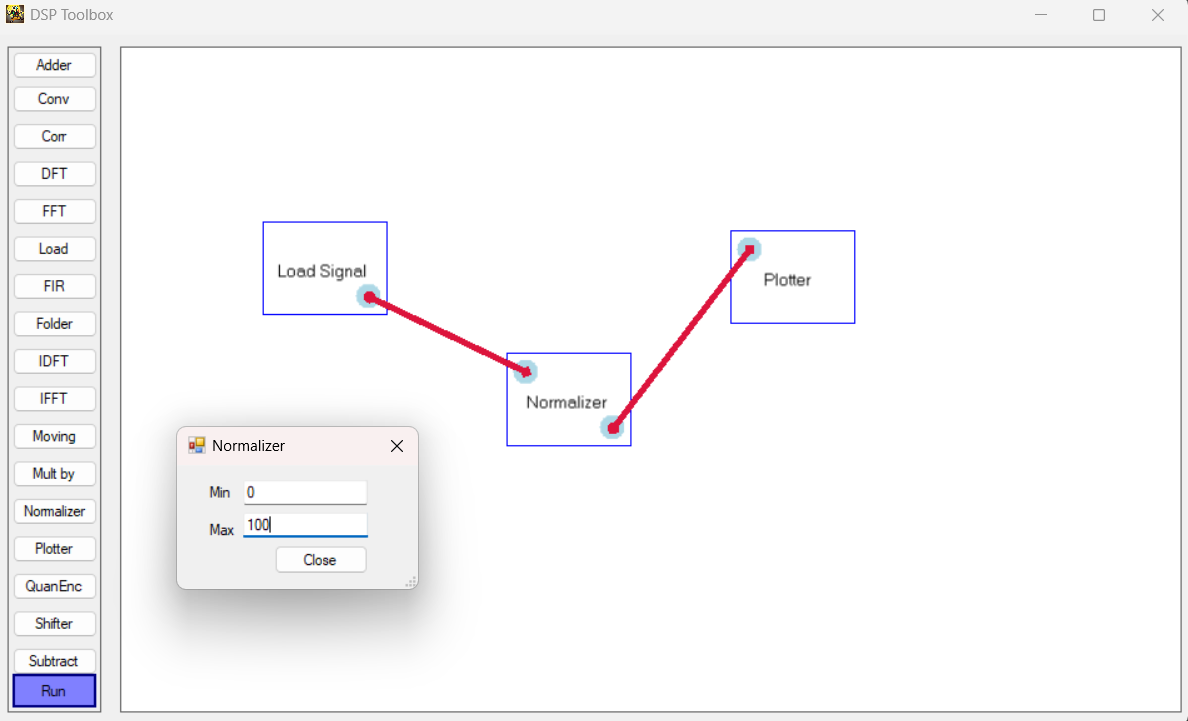 DSP Toolbox
Adder
Conv
Corr
DFT
FFT
Load
FIR
Folder
IDFT
IFFT
Moving
Mult by
Normalizer
Plotter
QuanEnc
Shifter
Subtract
Run
Load Signal
Plotter
Normalizer
Normalizer
Min 0
Max 100
Close